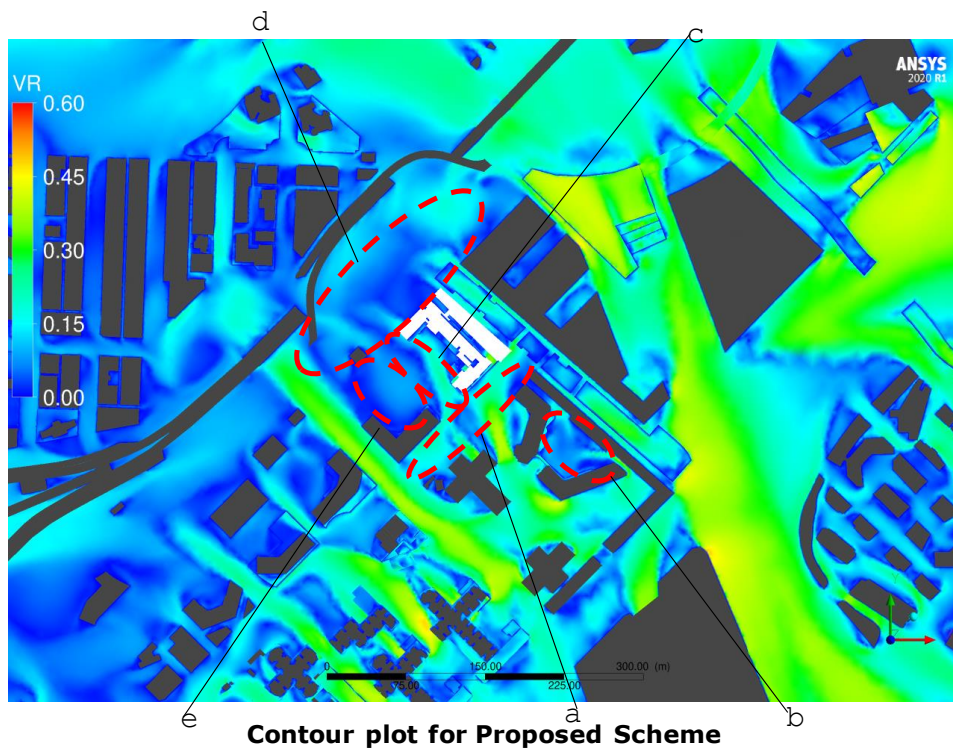 d
c
ANSYS
2020 R1
VR
0.60
0.45
0.30
0.15
0.00
0 150.00 300.00 (m)
75.00 225.00
e
a
b
Contour plot for Proposed Scheme